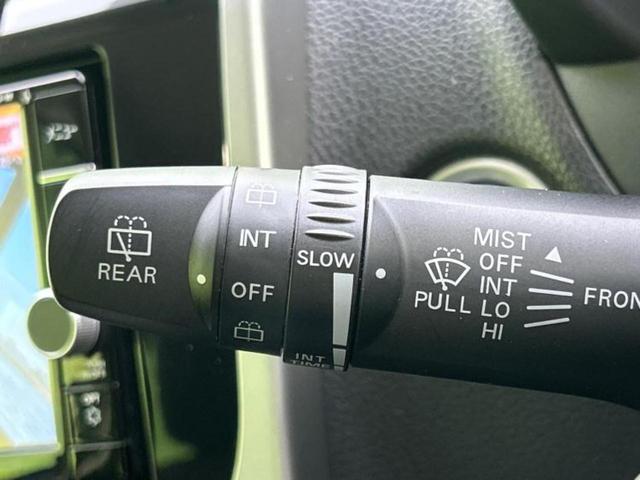 REAR
INT
OFF
SLOW
INT
TIME
PULL
MIST
OFF
INT
LO
HI
FRON